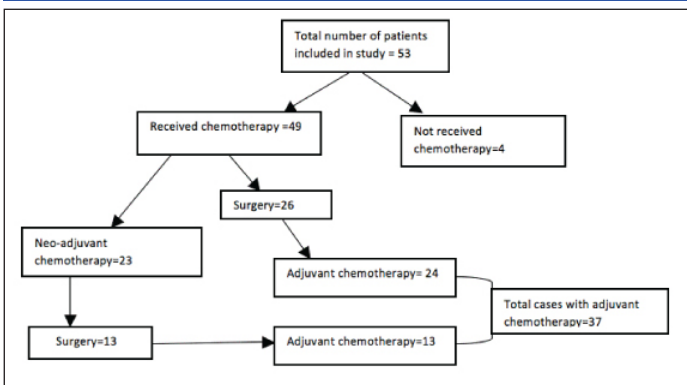 Total number of patients
included in study = 53
Received chemotherapy =49
Not received
chemotherapy=4
Surgery=26
Neo-adjuvant
chemotherapy=23
Adjuvant chemotherapy= 24
Total cases with adjuvant
chemotherapy=37
Surgery=13
Adjuvant chemotherapy=13